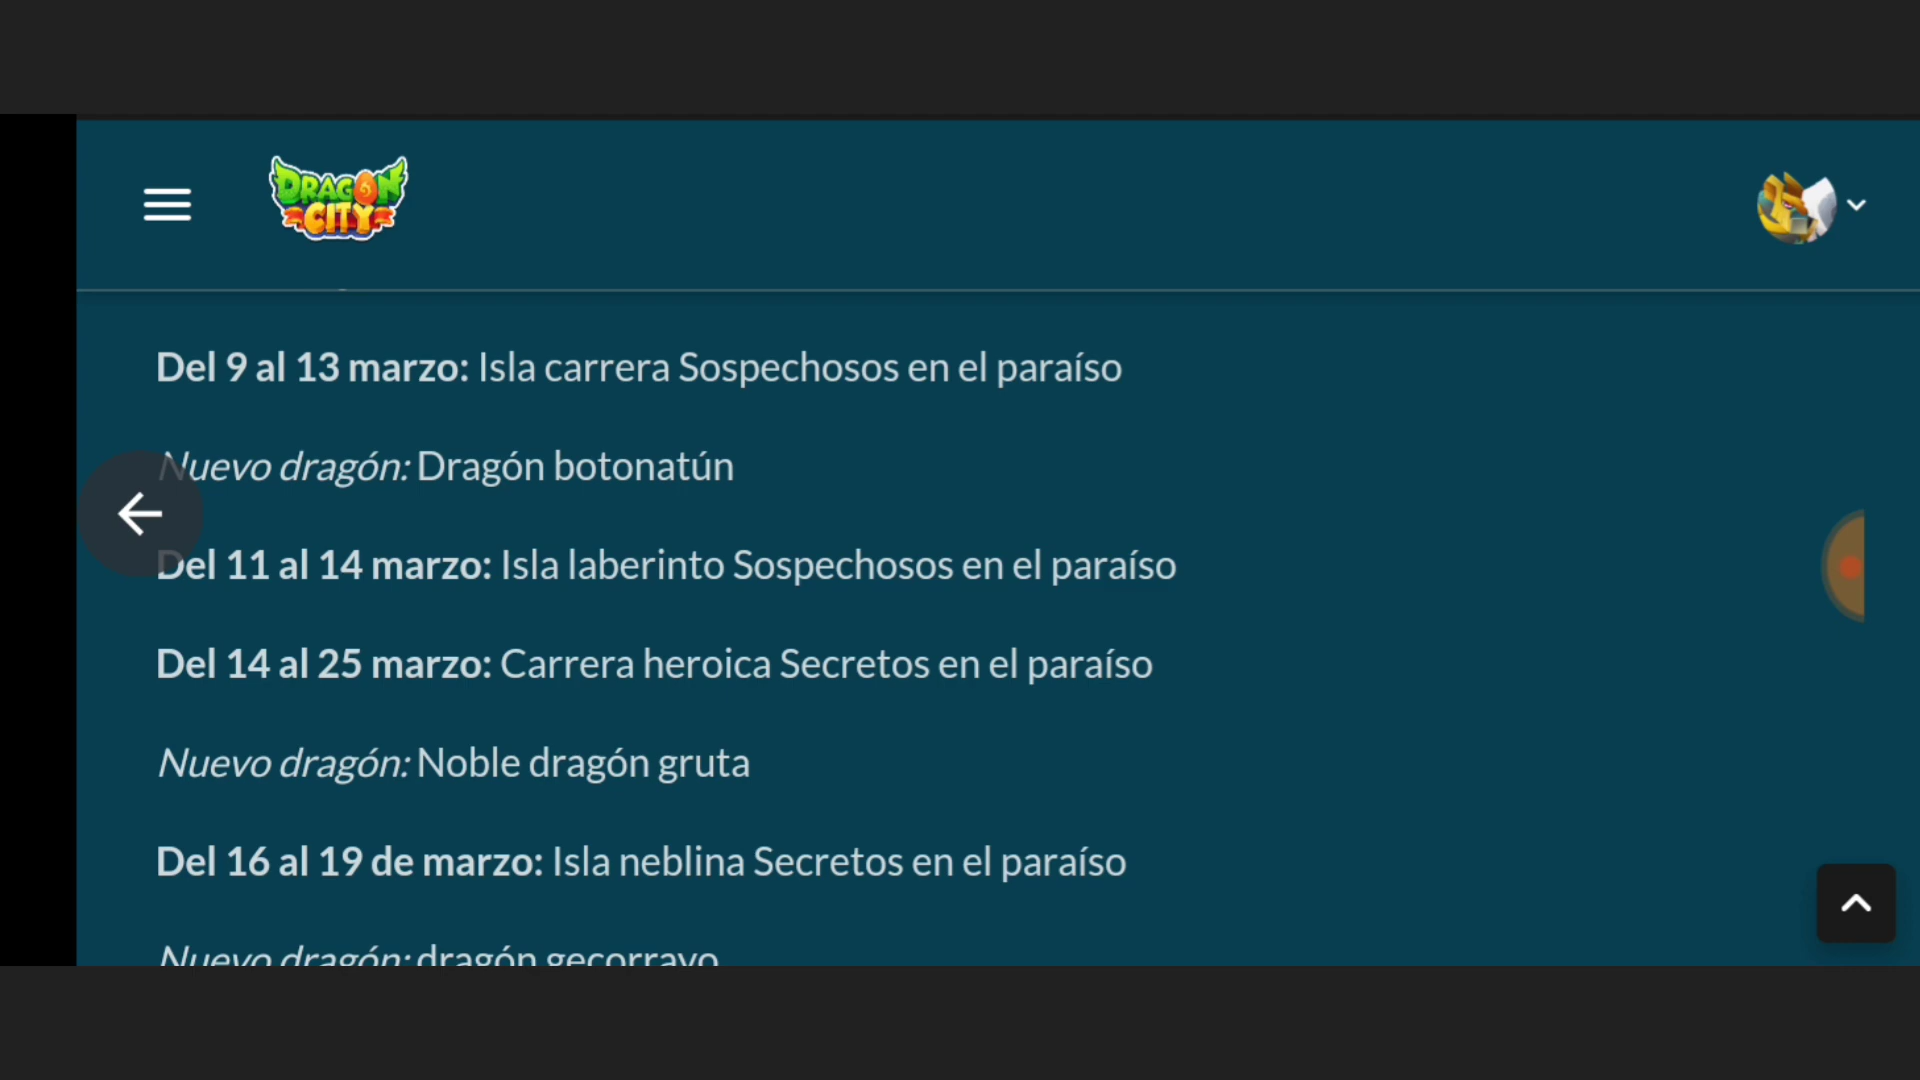 DRAGON
CITY
Del 9 al 13 marzo: Isla carrera Sospechosos en el paraíso
Nuevo dragón: Dragón botonatún
Del 11 al 14 marzo: Isla laberinto Sospechosos en el paraíso
Del 14 al 25 marzo: Carrera heroica Secretos en el paraíso
Nuevo dragón: Noble dragón gruta
Del 16 al 19 de marzo: Isla neblina Secretos en el paraíso
Nuevo dragón: dragón gecorrayo